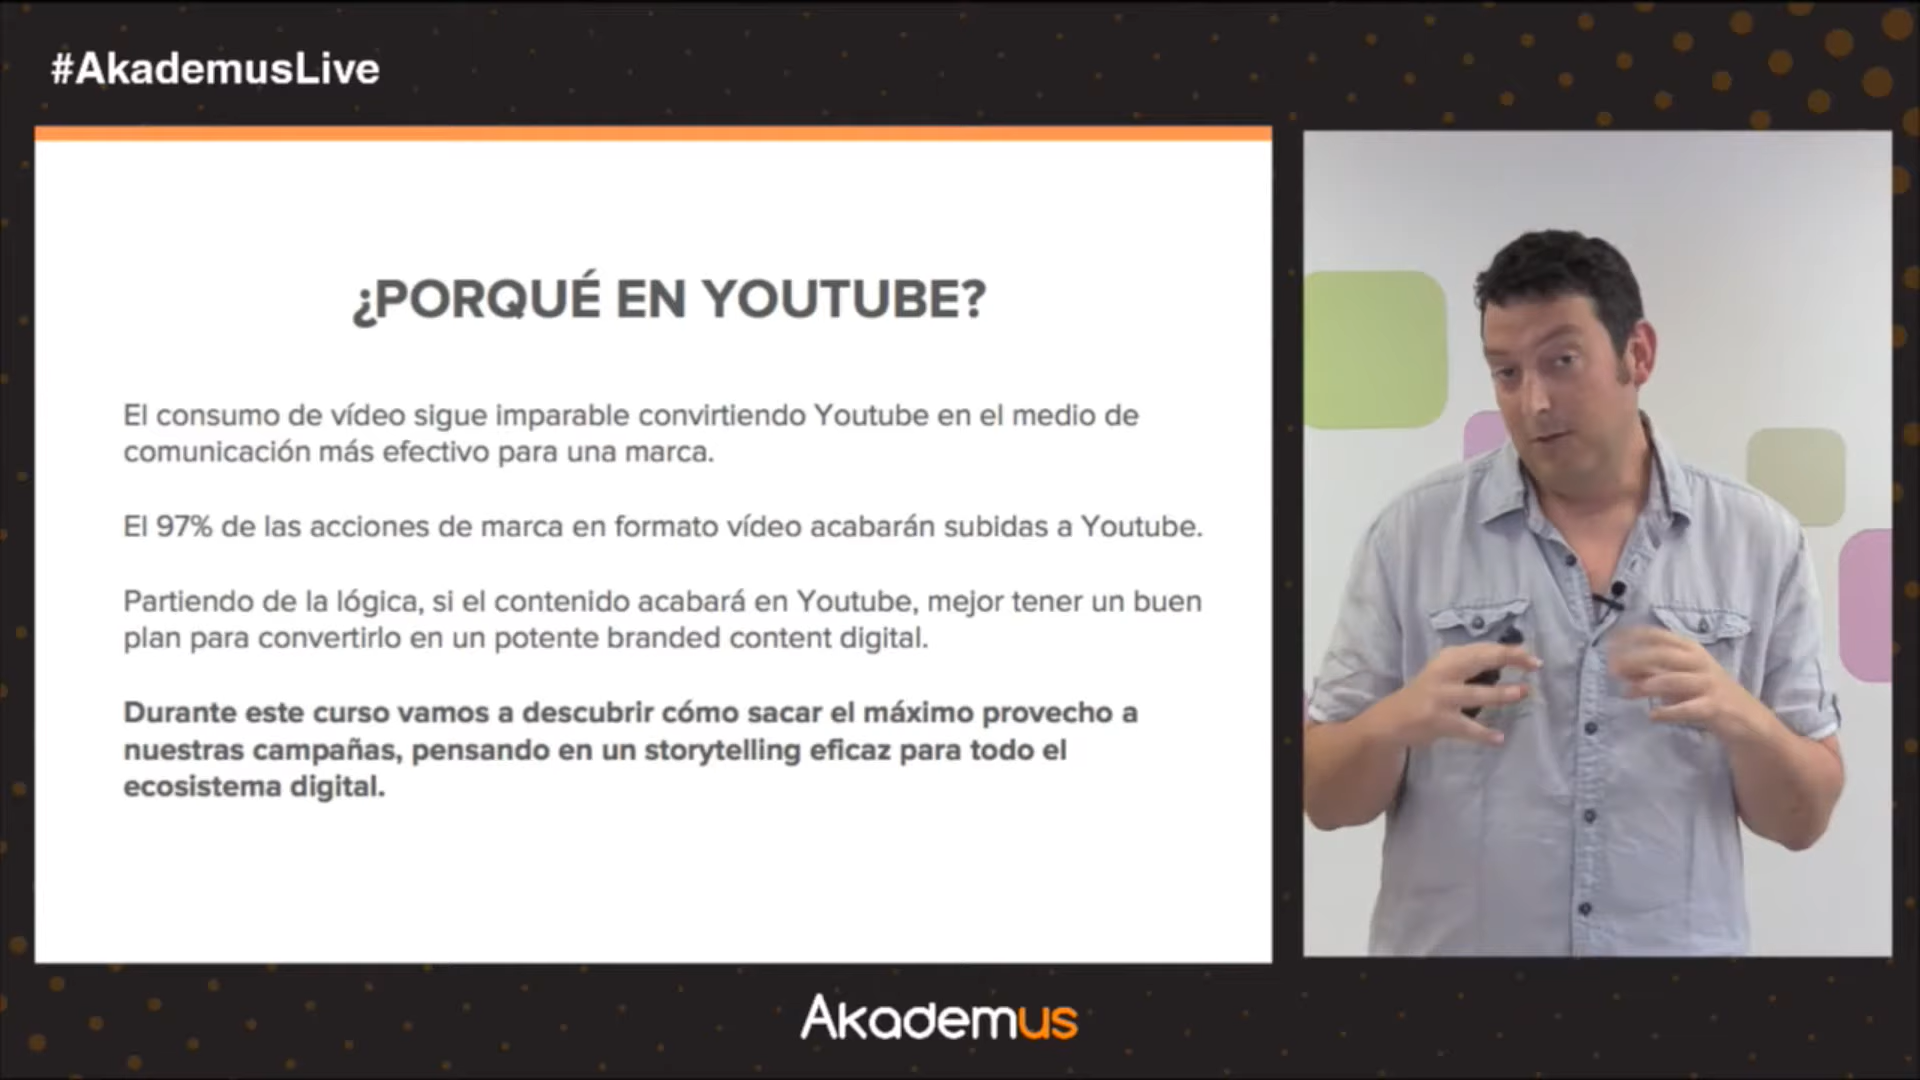 #AkademusLive
¿PORQUÉ EN YOUTUBE?
El consumo de vídeo sigue imparable convirtiendo Youtube en el medio de
comunicación más efectivo para una marca.
El 97% de las acciones de marca en formato vídeo acabarán subidas a Youtube.
Partiendo de la lógica, si el contenido acabará en Youtube, mejor tener un buen
plan para convertirlo en un potente branded content digital.
Durante este curso vamos a descubrir cómo sacar el máximo provecho a
nuestras campañas, pensando en un storytelling eficaz para todo el
ecosistema digital.
Akademus